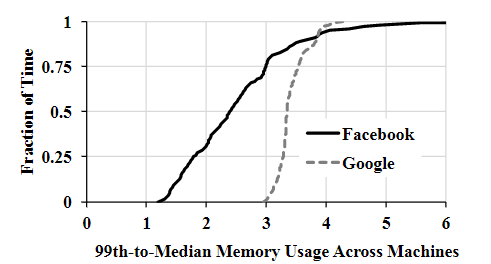 Fraction of Time
1
0.75
0.5
0.25
0
0 1 2 3 4 5 6
Facebook
Google
99th-to-Median Memory Usage Across Machines